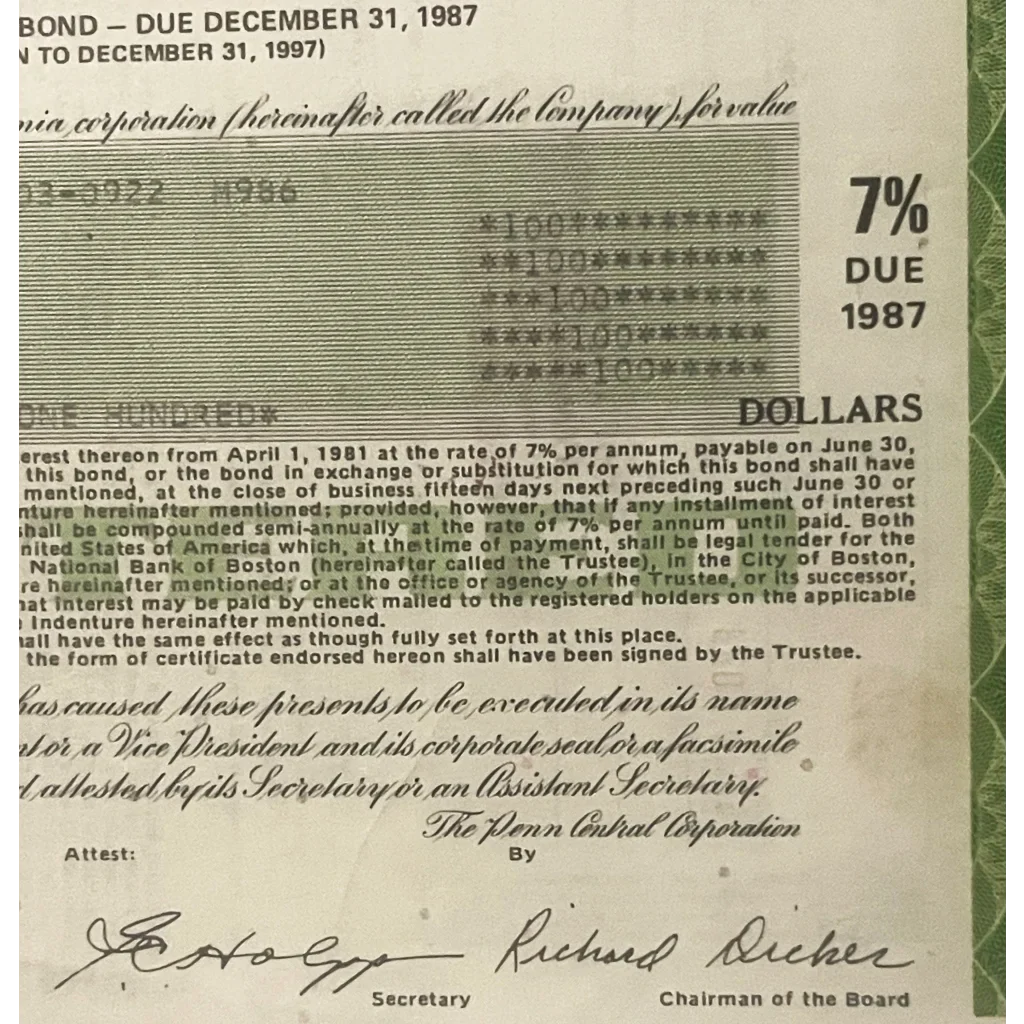 BOND – DUE DECEMBER 31, 1987
N TO DECEMBER 31, 1997)
nia corporation (hereinafter called the Company), for value
03-0922 M986
*100*********
**100********
***100*******
****100******
*****100*****
7%
DUE
1987
ONE HUNDRED*
DOLLARS
erest thereon from April 1, 1981 at the rate of 7% per annum, payable on June 30,
this bond, or the bond in exchange or substitution for which this bond shall have
mentioned, at the close of business fifteen days next preceding such June 30 or
nture hereinafter mentioned; provided, however, that if any installment of interest
shall be compounded semi-annually at the rate of 7% per annum until paid. Both
nited States of America which, at the time of payment, shall be legal tender for the
National Bank of Boston (hereinafter called the Trustee), in the City of Boston,
re hereinafter mentioned; or at the office or agency of the Trustee, or its successor,
hat interest may be paid by check mailed to the registered holders on the applicable
Indenture hereinafter mentioned.
hall have the same effect as though fully set forth at this place.
the form of certificate endorsed hereon shall have been signed by the Trustee.
has caused these presents to be executed in its name
nt or a Vice President and its corporate seal or a facsimile
d attested by its Secretary or an Assistant Secretary.
The Penn Central Corporation
Attest:
By
Richard Dicker
Secretary
Chairman of the Board